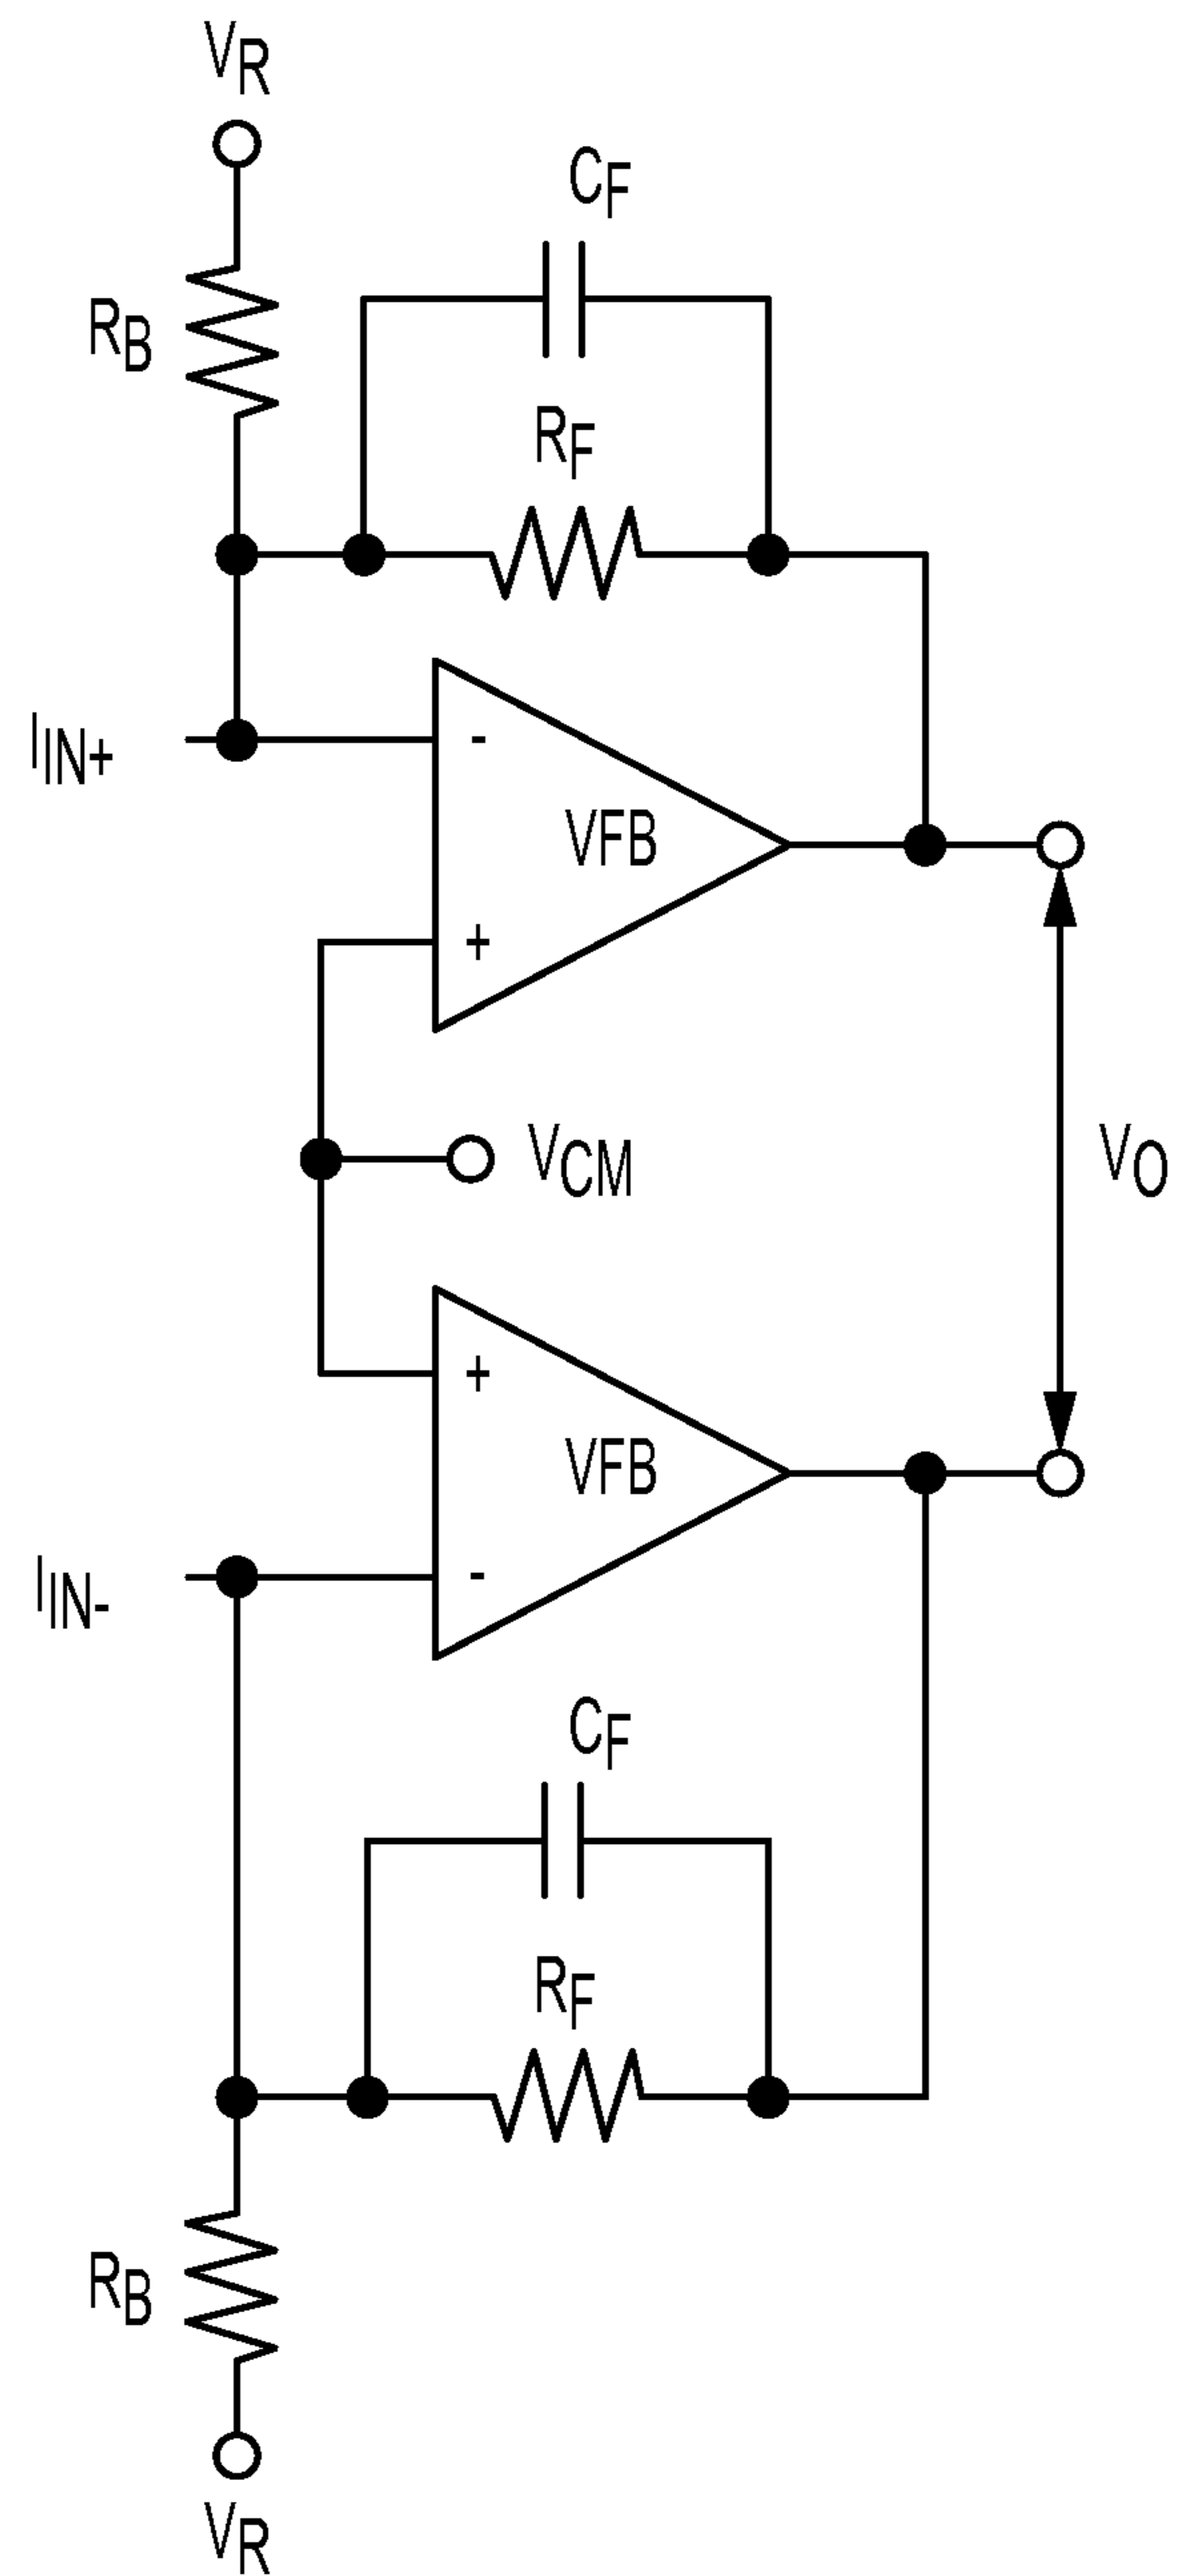 VR
CF
RB
RF
IIN+
-
VFB
+
VCM
VO
+
VFB
IIN-
-
CF
RF
RB
VR